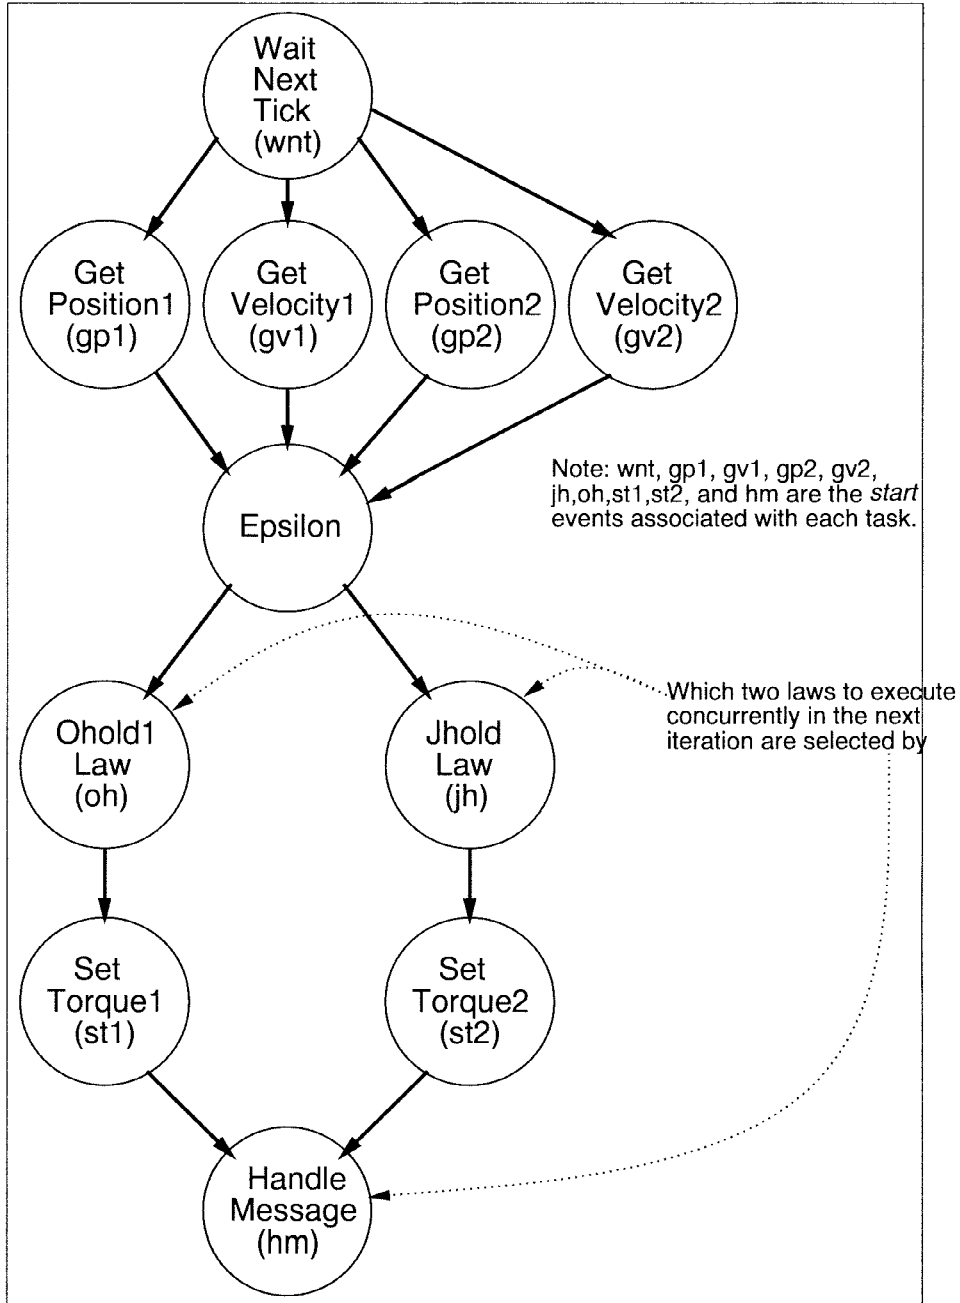 Wait
Next
Tick
(wnt)
Get
Position1
(gp1)
Get
Velocity1
(gv1)
Get
Position2
(gp2)
Get
Velocity2
(gv2)
Epsilon
Note: wnt, gp1, gv1, gp2, gv2,
jh,oh,st1,st2, and hm are the start
events associated with each task.
Which two laws to execute
concurrently in the next
iteration are selected by
Ohold1
Law
(oh)
Jhold
Law
(jh)
Set
Torque1
(st1)
Set
Torque2
(st2)
Handle
Message
(hm)